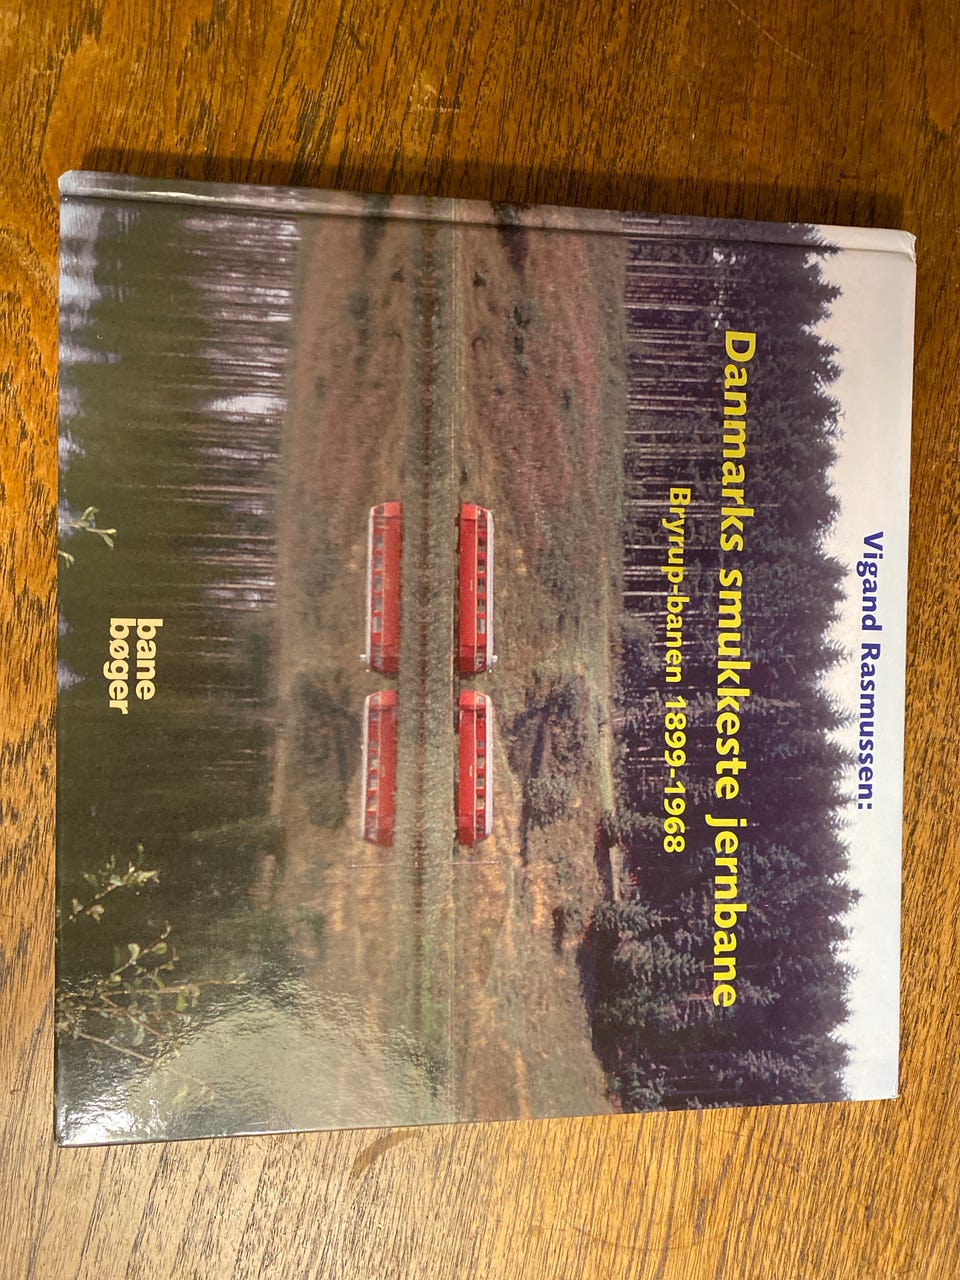 Vigand Rasmussen:
Danmarks smukkeste jernbane
Bryrup-banen 1899-1968
bane
bøger